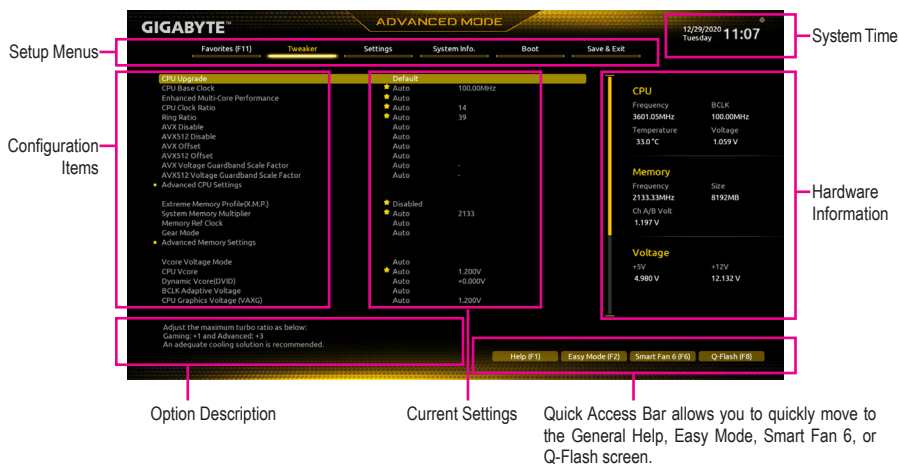 GIGABYTE™
ADVANCED MODE
12/29/2020
Tuesday
11:07
System Time
Setup Menus
Favorites (F11) Tweaker Settings System Info. Boot Save & Exit
Configuration
Items
CPU Upgrade Default
CPU Base Clock Auto 100.00MHz
Enhanced Multi-Core Performance Auto
CPU Clock Ratio Auto 14
Ring Ratio Auto 39
AVX Disable Auto
AVX512 Disable Auto
AVX Offset Auto
AVX512 Offset Auto
AVX Voltage Guardband Scale Factor Auto -
AVX512 Voltage Guardband Scale Factor Auto -
Advanced CPU Settings
Extreme Memory Profile(X.M.P.) Disabled
System Memory Multiplier Auto 2133
Memory Ref Clock Auto
Gear Mode Auto
Advanced Memory Settings
Vcore Voltage Mode Auto
CPU Vcore Auto 1.200V
Dynamic Vcore(DVID) Auto +0.000V
BCLK Adaptive Voltage Auto
CPU Graphics Voltage (VAXG) Auto 1.200V
CPU
Frequency BCLK
3601.05MHz 100.00MHz
Temperature Voltage
33.0 °C 1.059 V
Memory
Frequency Size
2133.33MHz 8192MB
Ch A/B Volt
1.197 V
Voltage
+5V +12V
4.980 V 12.132 V
Hardware
Information
Adjust the maximum turbo ratio as below:
Gaming: +1 and Advanced: +3
An adequate cooling solution is recommended.
Help (F1) Easy Mode (F2) Smart Fan 6 (F6) Q-Flash (F8)
Option Description
Current Settings
Quick Access Bar allows you to quickly move to
the General Help, Easy Mode, Smart Fan 6, or
Q-Flash screen.